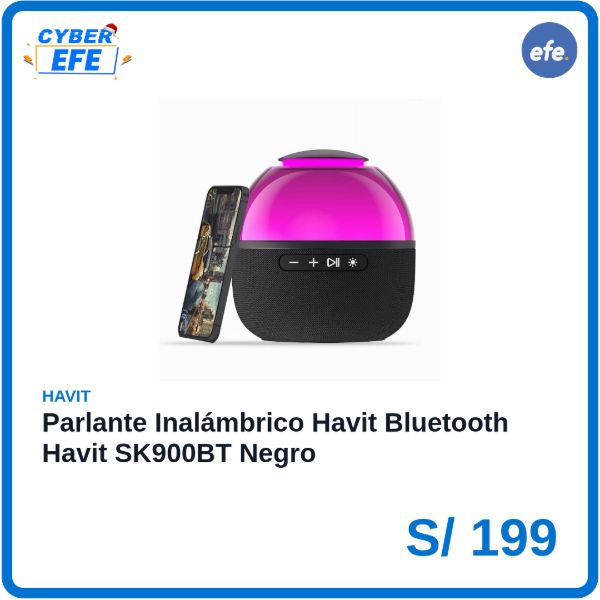 CYBER
EFE
efe.
HAVIT
Parlante Inalámbrico Havit Bluetooth
Havit SK900BT Negro
S/ 199